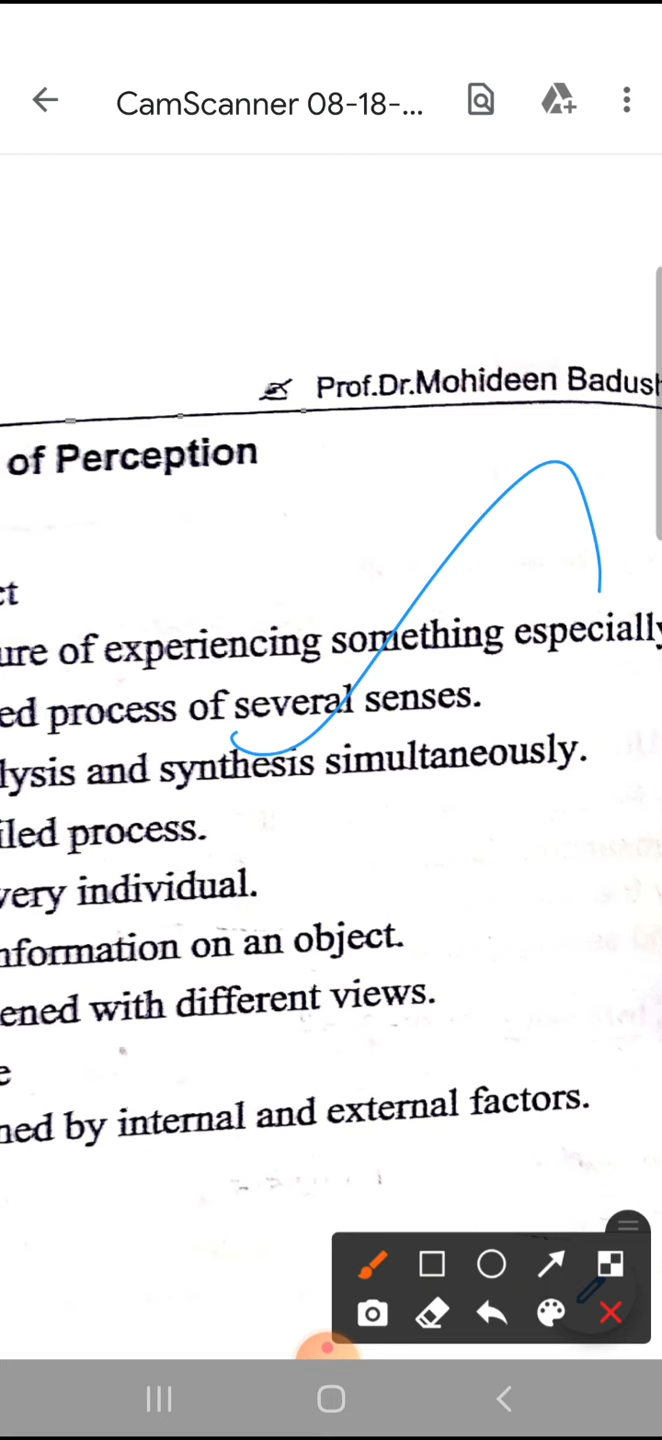 CamScanner 08-18-...
Prof.Dr.Mohideen Badush
of Perception
ct
ure of experiencing something especially
ed process of several senses.
lysis and synthesis simultaneously.
iled process.
very individual.
nformation on an object.
ened with different views.
e
ned by internal and external factors.